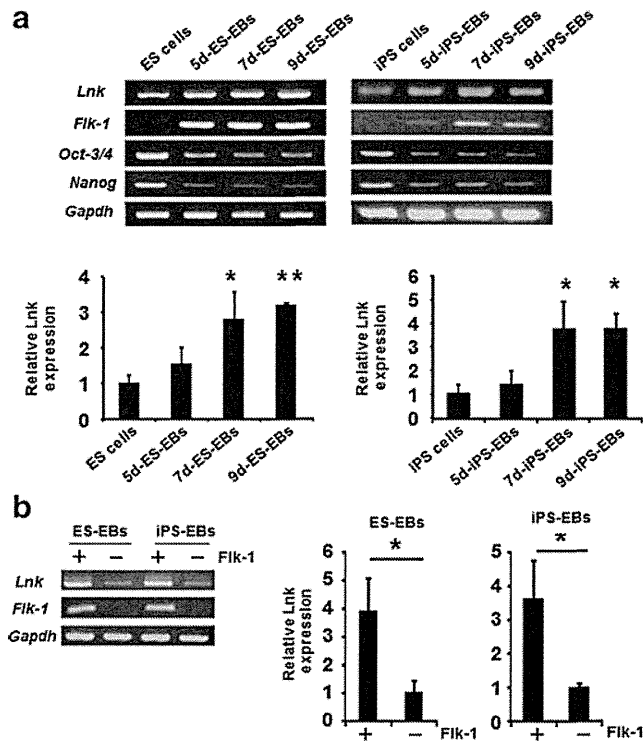 a
ES cells 5d-ES-EBs 7d-ES-EBs 9d-ES-EBs
iPS cells 5d-iPS-EBs 7d-iPS-EBs 9d-iPS-EBs
Lnk
Flk-1
Oct-3/4
Nanog
Gapdh
Relative Lnk
expression
4
3
2
1
0
* **
ES cells 5d-ES-EBs 7d-ES-EBs 9d-ES-EBs
Relative Lnk
expression
6
5
4
3
2
1
0
* *
iPS cells 5d-iPS-EBs 7d-iPS-EBs 9d-iPS-EBs
b
ES-EBs iPS-EBs
+ − + − Flk-1
Lnk
Flk-1
Gapdh
Relative Lnk
expression
ES-EBs
*
6
5
4
3
2
1
0
+ − Flk-1
iPS-EBs
*
5
4
3
2
1
0
+ − Flk-1